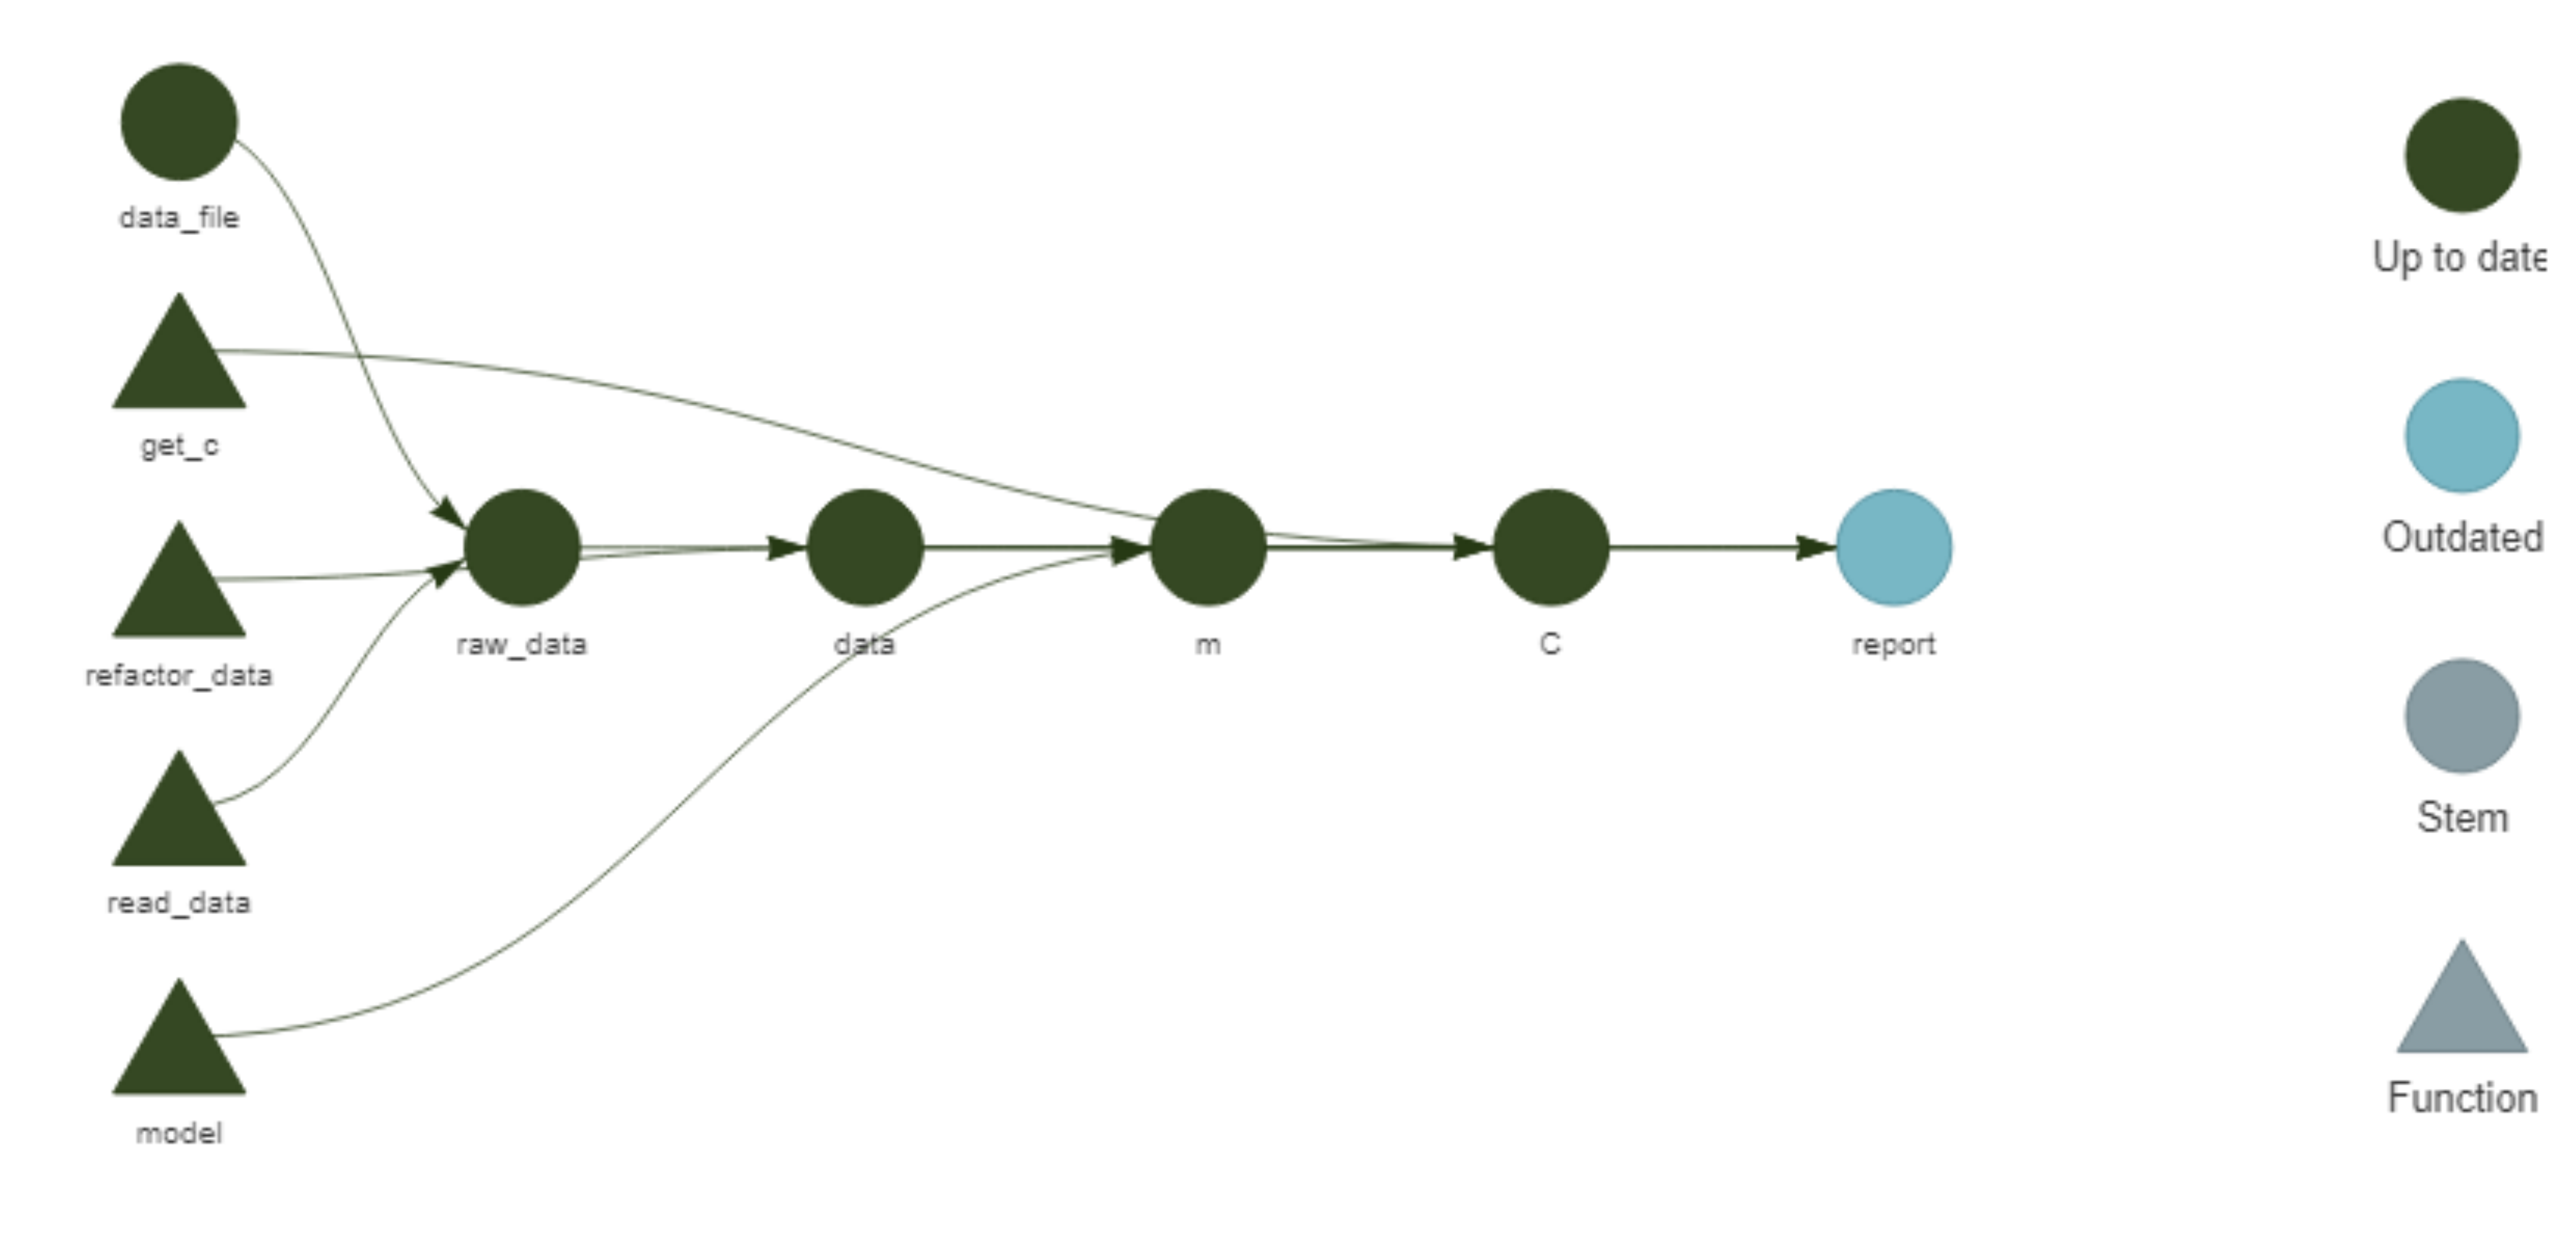 data_file
get_c
refactor_data
read_data
model
raw_data
data
m
C
report
Up to date
Outdated
Stem
Function